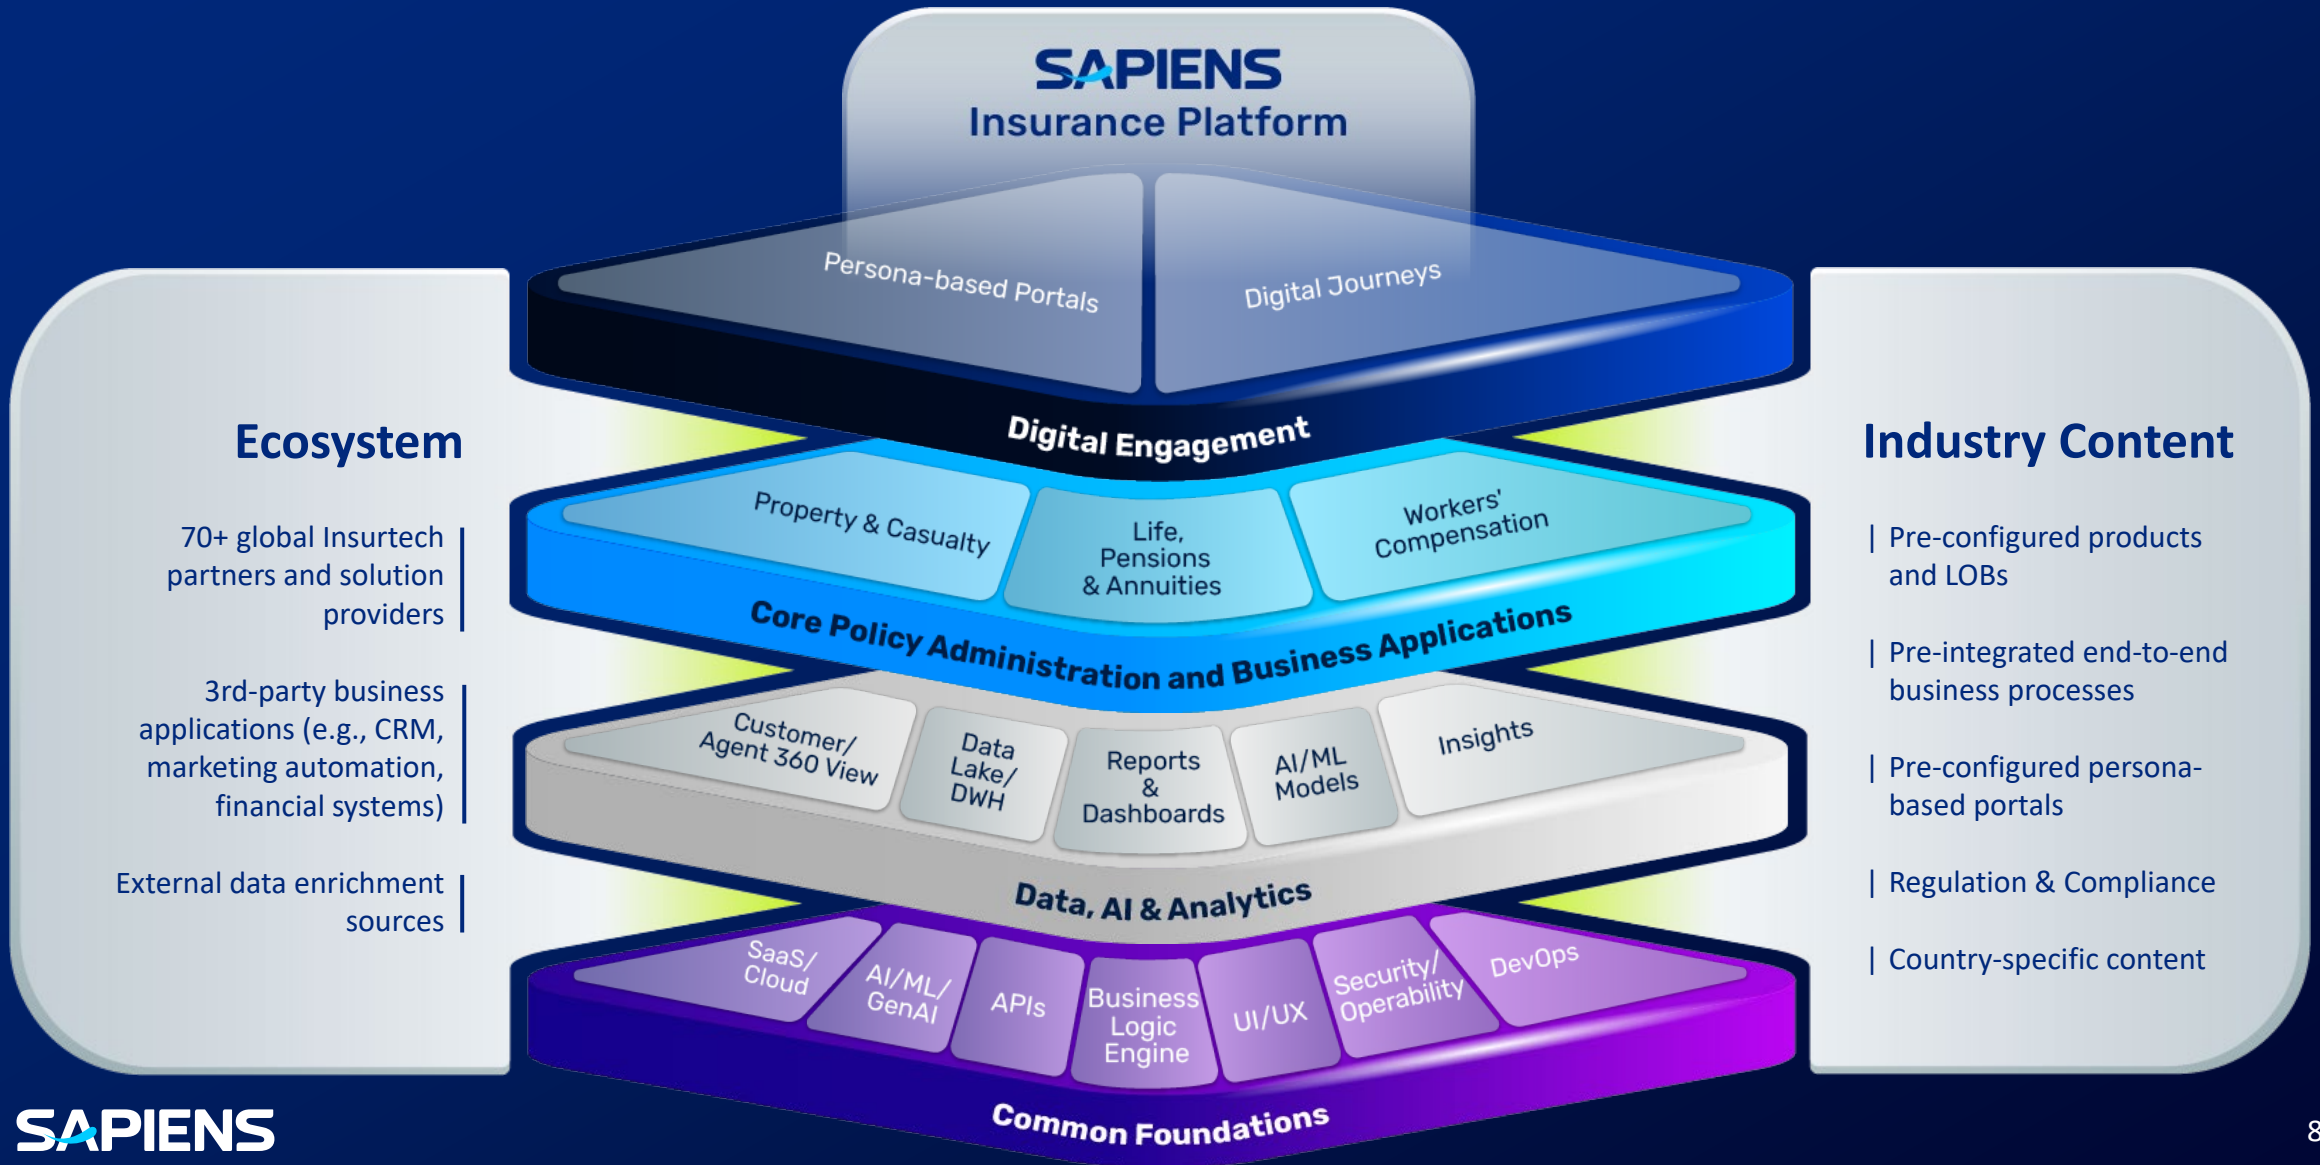 SAPIENS
Insurance Platform
Persona-based Portals
Digital Journeys
Digital Engagement
Property & Casualty
Life,
Pensions
& Annuities
Workers'
Compensation
Core Policy Administration and Business Applications
Customer/
Agent 360 View
Data
Lake/
DWH
Reports
&
Dashboards
AI/ML
Models
Insights
Data, AI & Analytics
SaaS/
Cloud
AI/ML/
GenAI
APIs
Business
Logic
Engine
UI/UX
Security/
Operability
DevOps
Common Foundations
Ecosystem
70+ global Insurtech
partners and solution
providers
3rd-party business
applications (e.g., CRM,
marketing automation,
financial systems)
External data enrichment
sources
Industry Content
| Pre-configured products
and LOBs
| Pre-integrated end-to-end
business processes
| Pre-configured persona-
based portals
| Regulation & Compliance
| Country-specific content
SAPIENS
8